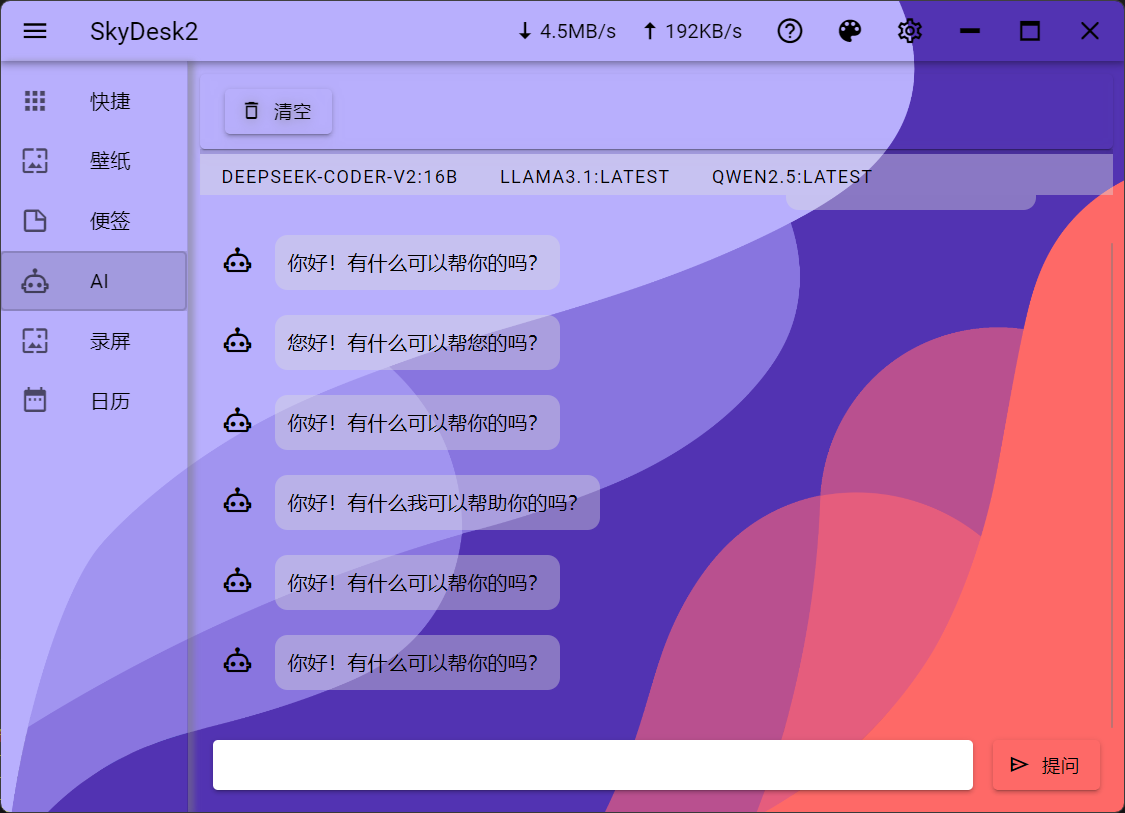 SkyDesk2
4.5MB/s
192KB/s
快捷
壁纸
便签
AI
录屏
日历
清空
DEEPSEEK-CODER-V2:16B
LLAMA3.1:LATEST
QWEN2.5:LATEST
你好！有什么可以帮你的吗？
您好！有什么可以帮您的吗？
你好！有什么可以帮你的吗？
你好！有什么我可以帮助你的吗？
你好！有什么可以帮你的吗？
你好！有什么可以帮你的吗？
提问